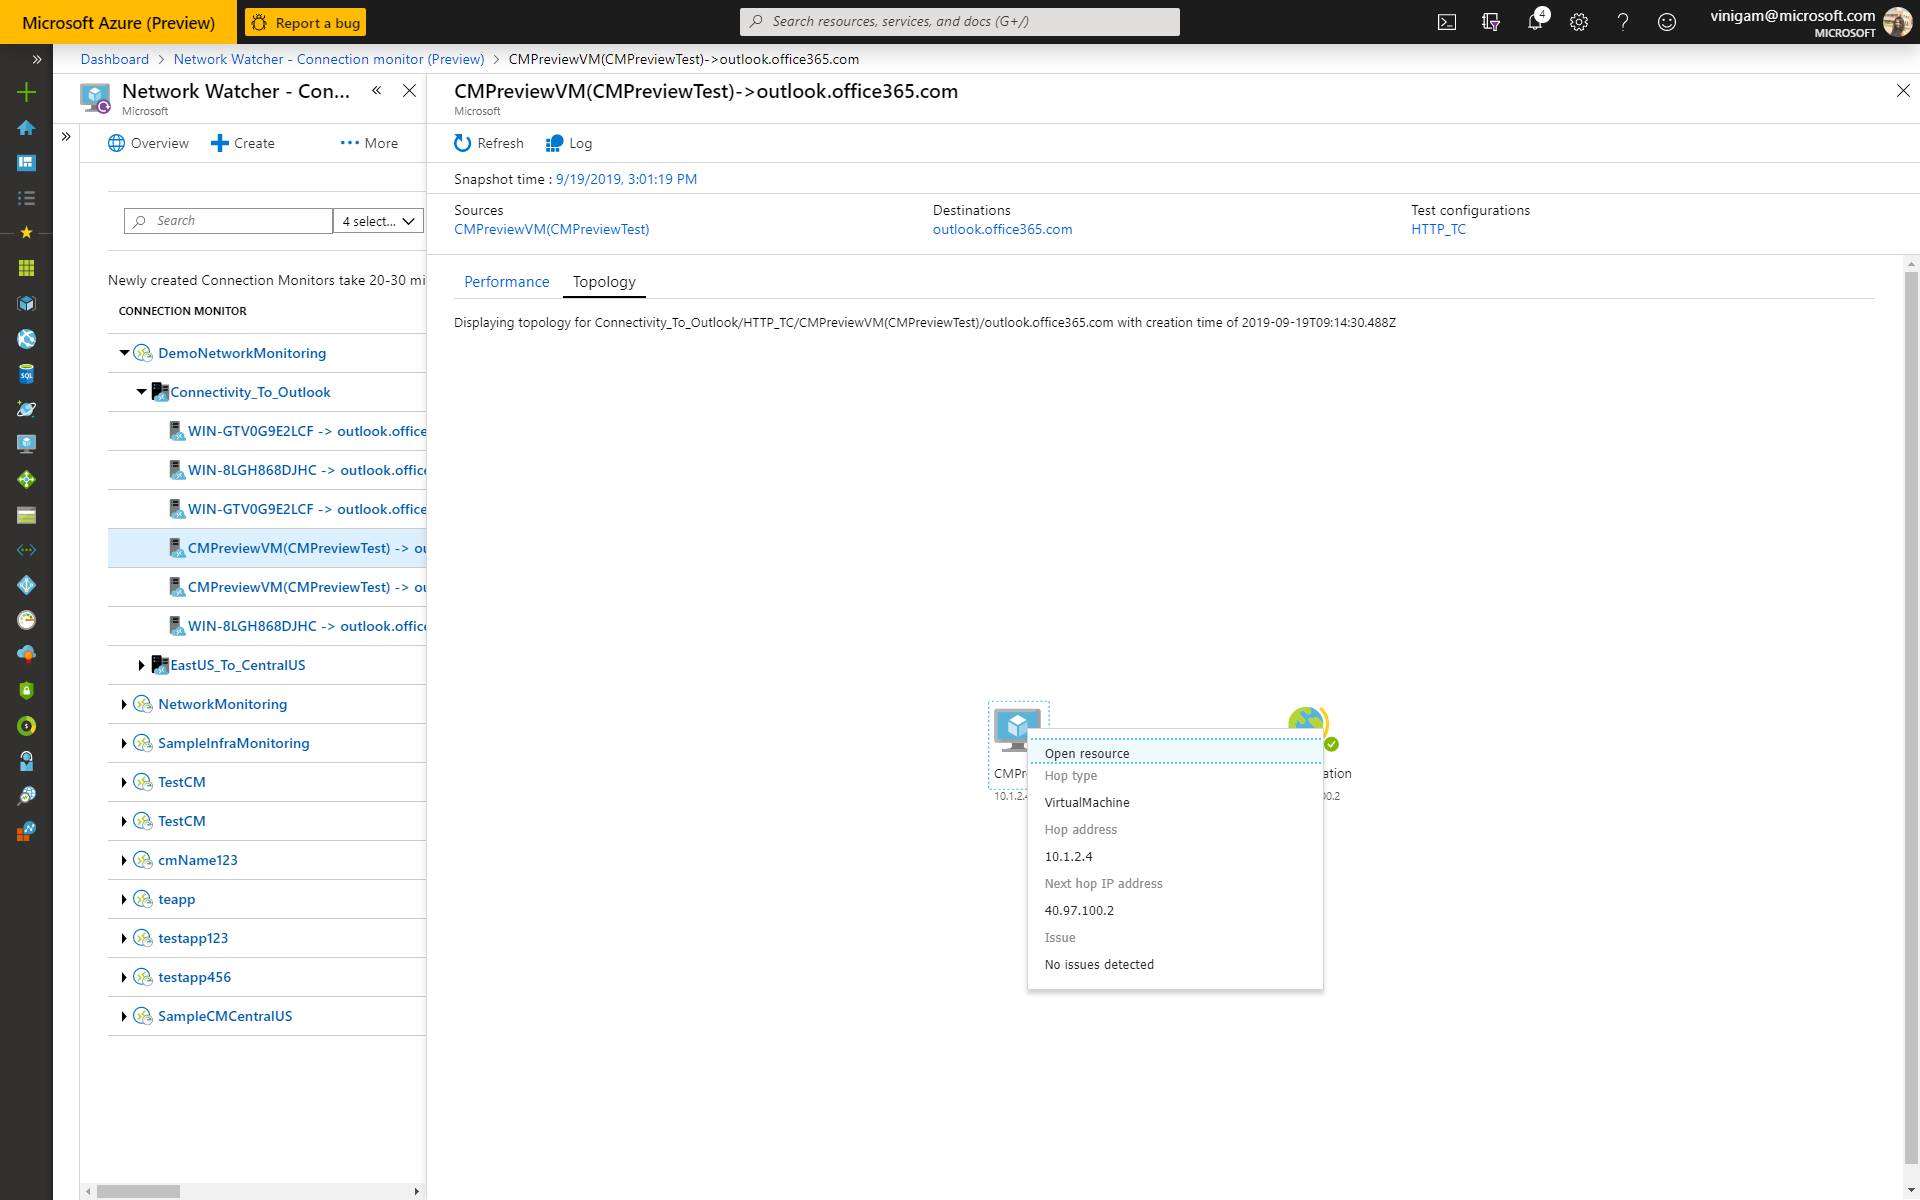 Microsoft Azure (Preview)
Report a bug
Search resources, services, and docs (G+/)
4
vinigam@microsoft.com
MICROSOFT
Dashboard > Network Watcher - Connection monitor (Preview) > CMPreviewVM(CMPreviewTest)->outlook.office365.com
Network Watcher - Con...
Microsoft
Overview
Create
More
Search
4 select...
Newly created Connection Monitors take 20-30 mi
CONNECTION MONITOR
DemoNetworkMonitoring
Connectivity_To_Outlook
WIN-GTV0G9E2LCF -> outlook.office
WIN-8LGH868DJHC -> outlook.office
WIN-GTV0G9E2LCF -> outlook.office
CMPreviewVM(CMPreviewTest) -> ou
CMPreviewVM(CMPreviewTest) -> ou
WIN-8LGH868DJHC -> outlook.office
EastUS_To_CentralUS
NetworkMonitoring
SampleInfraMonitoring
TestCM
TestCM
cmName123
teapp
testapp123
testapp456
SampleCMCentralUS
CMPreviewVM(CMPreviewTest)->outlook.office365.com
Microsoft
Refresh
Log
Snapshot time : 9/19/2019, 3:01:19 PM
Sources
CMPreviewVM(CMPreviewTest)
Destinations
outlook.office365.com
Test configurations
HTTP_TC
Performance
Topology
Displaying topology for Connectivity_To_Outlook/HTTP_TC/CMPreviewVM(CMPreviewTest)/outlook.office365.com with creation time of 2019-09-19T09:14:30.488Z
CMPr
10.1.2.4
ation
00.2
Open resource
Hop type
VirtualMachine
Hop address
10.1.2.4
Next hop IP address
40.97.100.2
Issue
No issues detected